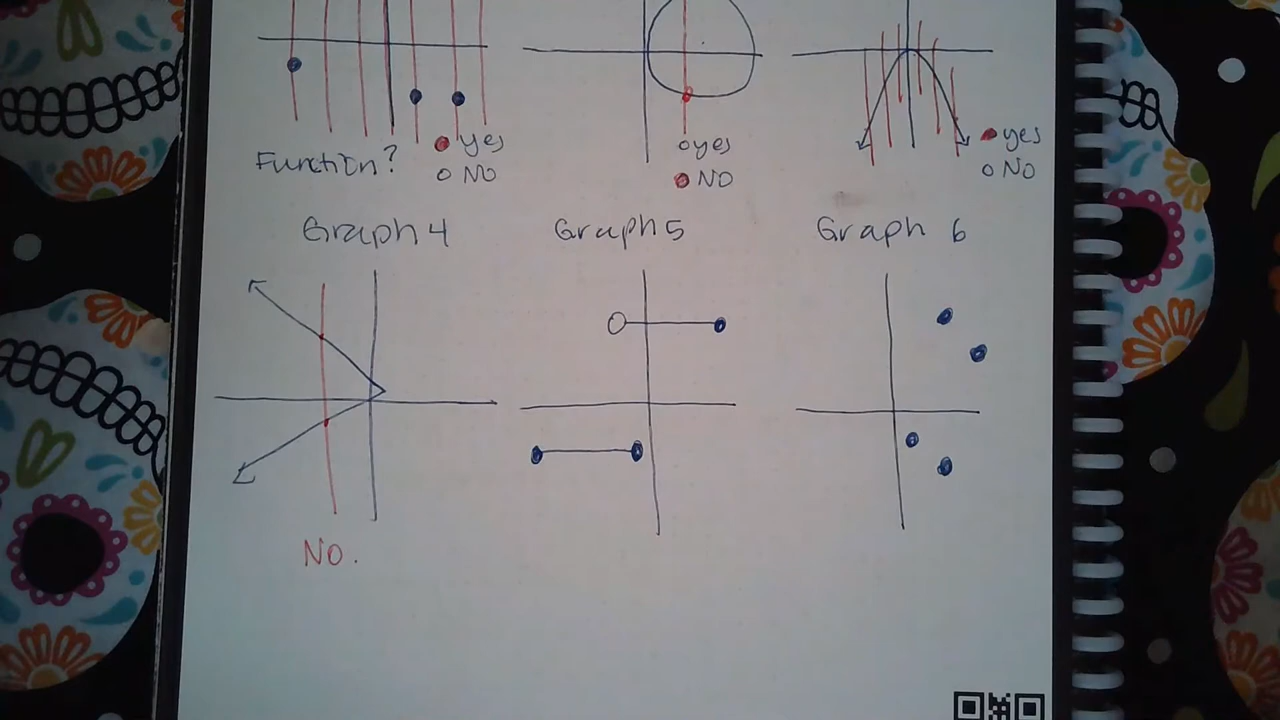 Function?
yes
NO
yes
NO
yes
NO
Graph 4
Graph 5
Graph 6
NO.